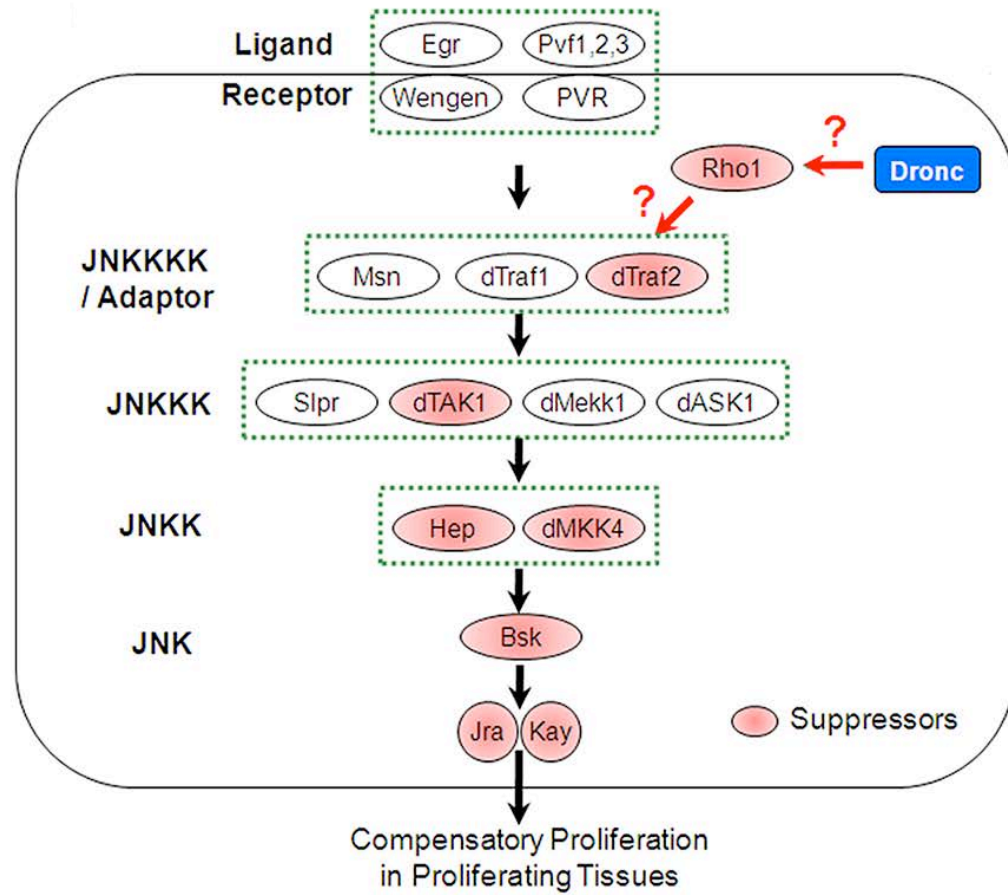 Ligand
Egr
Pvf1,2,3
Receptor
Wengen
PVR
?
Rho1
Dronc
?
JNKKKK
/ Adaptor
Msn
dTraf1
dTraf2
JNKKK
Slpr
dTAK1
dMekk1
dASK1
JNKK
Hep
dMKK4
JNK
Bsk
Jra
Kay
Suppressors
Compensatory Proliferation
in Proliferating Tissues